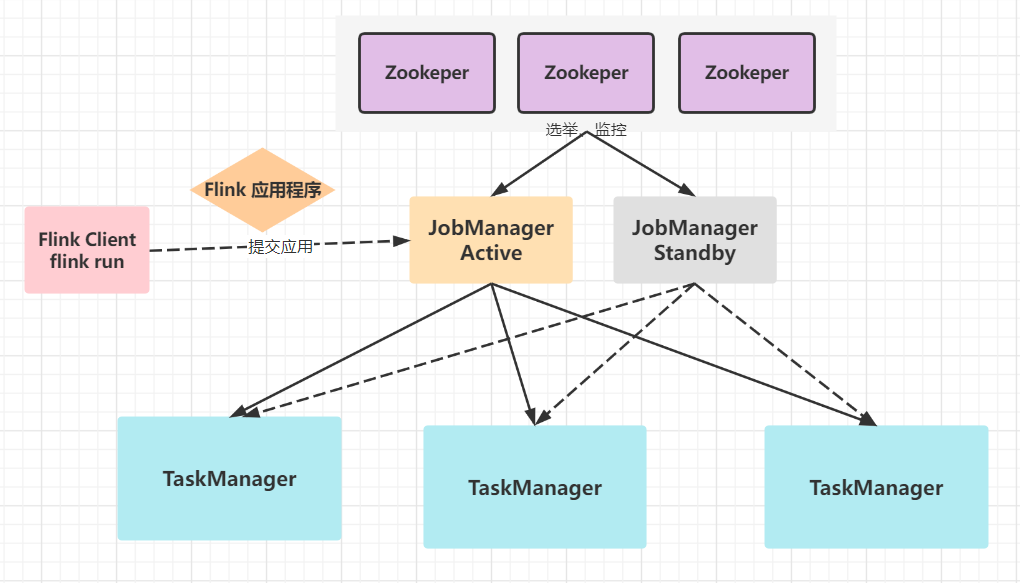 Zookeper
Zookeper
Zookeper
选举、监控
Flink 应用程序
Flink Client
flink run
提交应用
JobManager
Active
JobManager
Standby
TaskManager
TaskManager
TaskManager